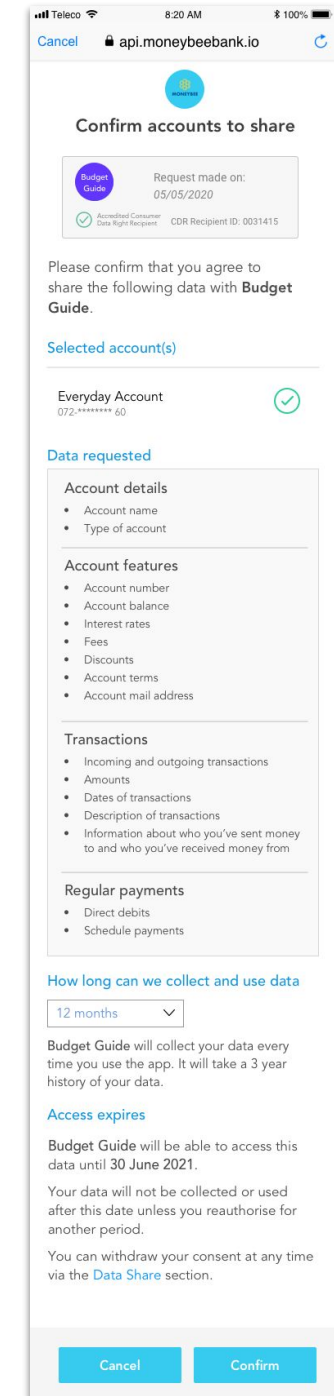 Teleco 8:20 AM 100%
Cancel api.moneybeebank.io
MONEYBEE
Confirm accounts to share
Budget
Guide
Request made on:
05/05/2020
Accredited Consumer
Data Right Recipient
CDR Recipient ID: 0031415
Please confirm that you agree to
share the following data with Budget
Guide.
Selected account(s)
Everyday Account
072-******** 60
Data requested
Account details
• Account name
• Type of account
Account features
• Account number
• Account balance
• Interest rates
• Fees
• Discounts
• Account terms
• Account mail address
Transactions
• Incoming and outgoing transactions
• Amounts
• Dates of transactions
• Description of transactions
• Information about who you've sent money
to and who you've received money from
Regular payments
• Direct debits
• Schedule payments
How long can we collect and use data
12 months
Budget Guide will collect your data every
time you use the app. It will take a 3 year
history of your data.
Access expires
Budget Guide will be able to access this
data until 30 June 2021.
Your data will not be collected or used
after this date unless you reauthorise for
another period.
You can withdraw your consent at any time
via the Data Share section.
Cancel Confirm